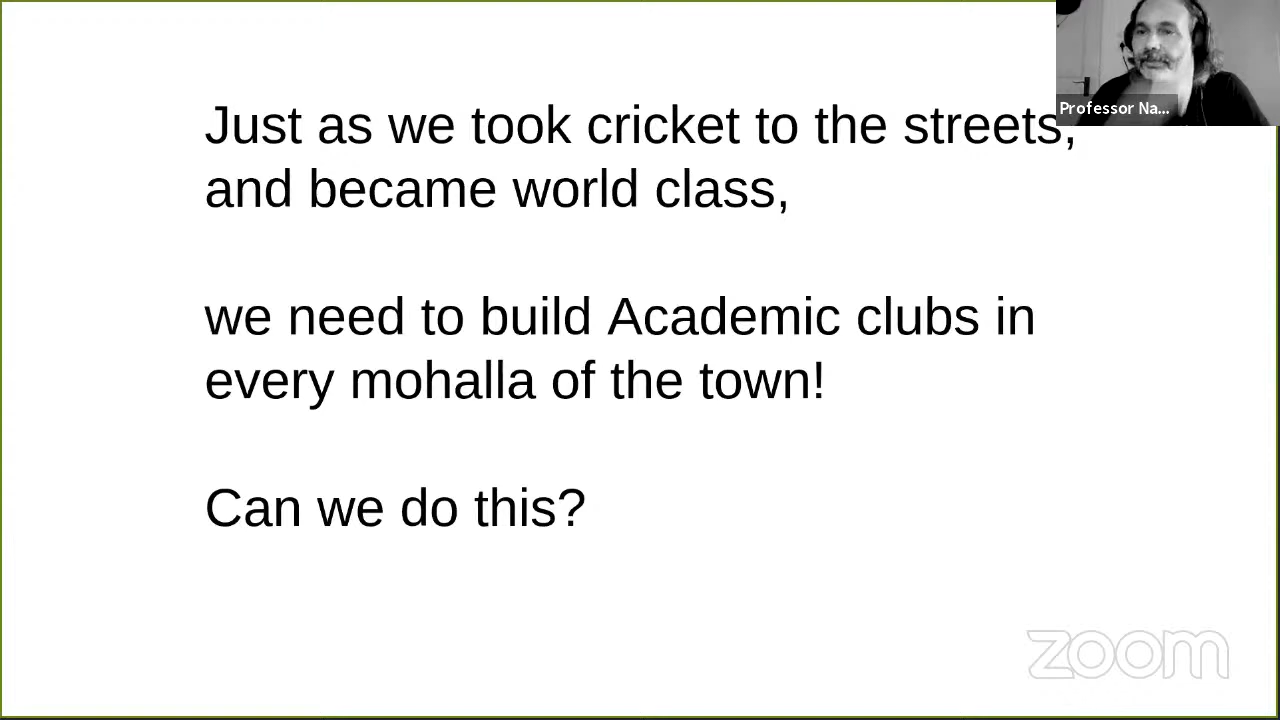 Professor Na...
Just as we took cricket to the streets,
and became world class,
we need to build Academic clubs in
every mohalla of the town!
Can we do this?
zoom